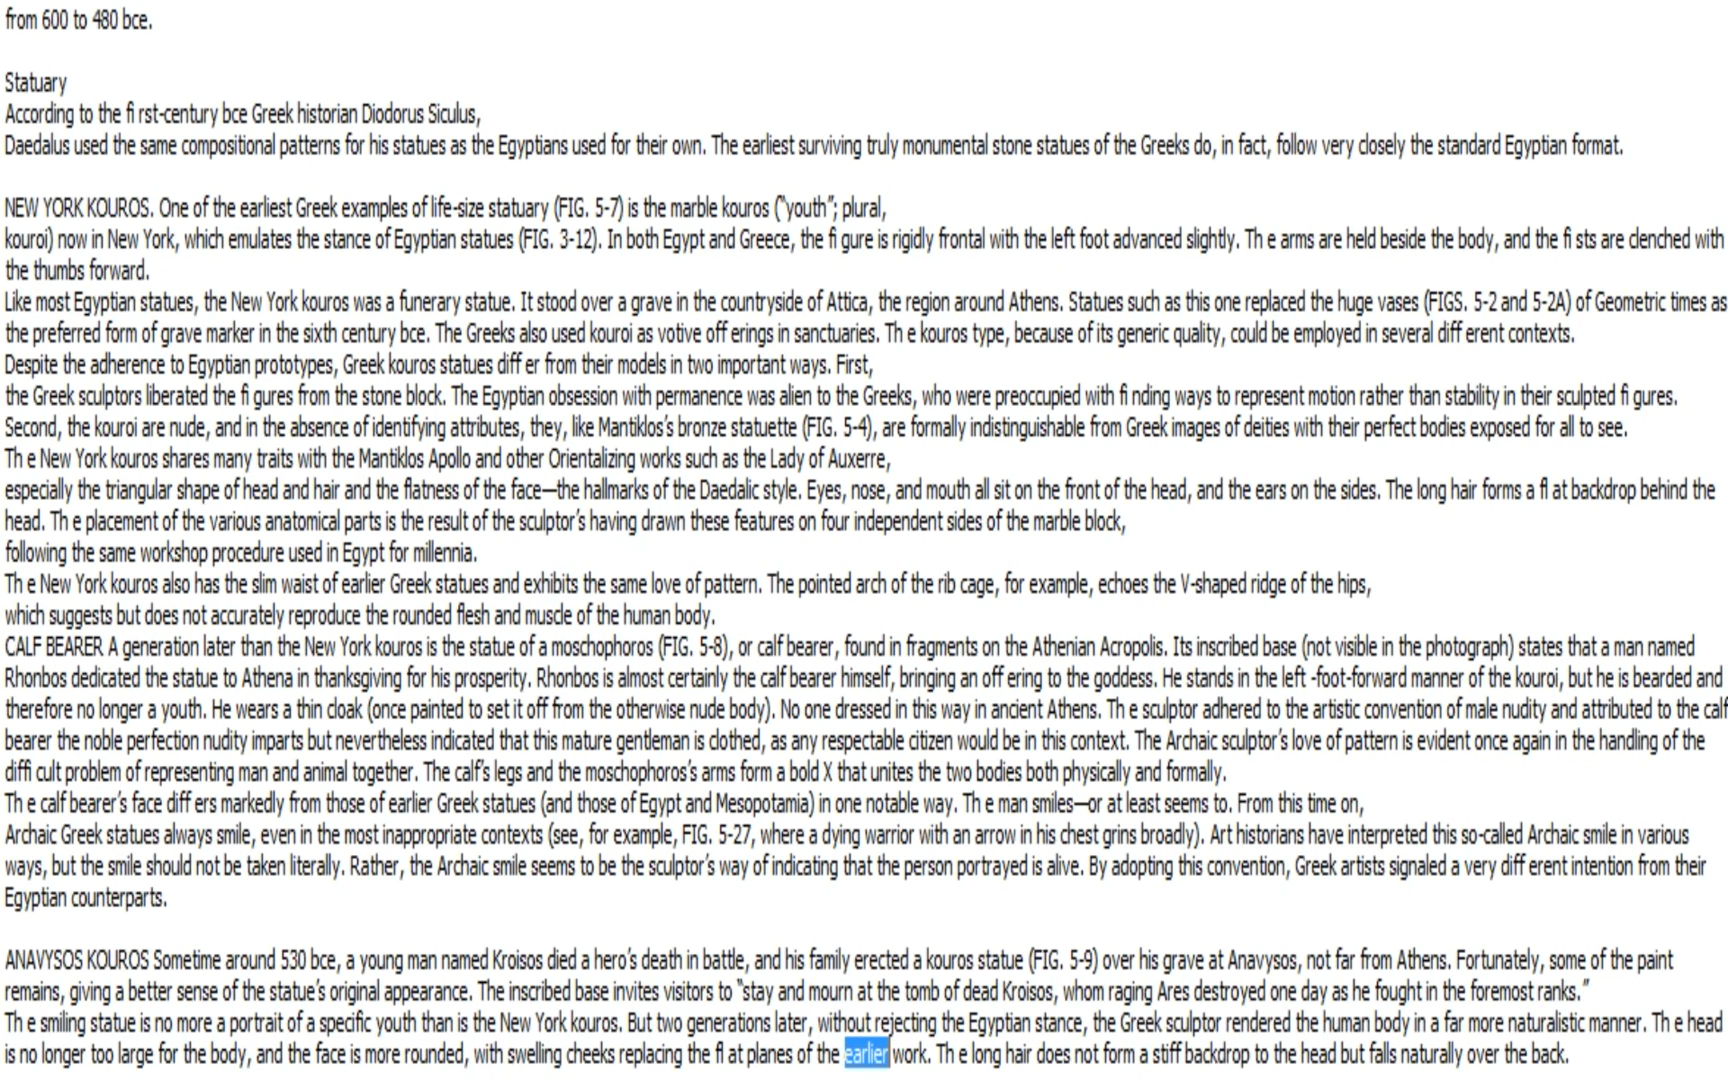 from 600 to 480 bce.
Statuary
According to the fi rst-century bce Greek historian Diodorus Siculus,
Daedalus used the same compositional patterns for his statues as the Egyptians used for their own. The earliest surviving truly monumental stone statues of the Greeks do, in fact, follow very closely the standard Egyptian format.
NEW YORK KOUROS. One of the earliest Greek examples of life-size statuary (FIG. 5-7) is the marble kouros (“youth”; plural,
kouroi) now in New York, which emulates the stance of Egyptian statues (FIG. 3-12). In both Egypt and Greece, the fi gure is rigidly frontal with the left foot advanced slightly. Th e arms are held beside the body, and the fi sts are clenched with
the thumbs forward.
Like most Egyptian statues, the New York kouros was a funerary statue. It stood over a grave in the countryside of Attica, the region around Athens. Statues such as this one replaced the huge vases (FIGS. 5-2 and 5-2A) of Geometric times as
the preferred form of grave marker in the sixth century bce. The Greeks also used kouroi as votive off erings in sanctuaries. Th e kouros type, because of its generic quality, could be employed in several diff erent contexts.
Despite the adherence to Egyptian prototypes, Greek kouros statues diff er from their models in two important ways. First,
the Greek sculptors liberated the fi gures from the stone block. The Egyptian obsession with permanence was alien to the Greeks, who were preoccupied with fi nding ways to represent motion rather than stability in their sculpted fi gures.
Second, the kouroi are nude, and in the absence of identifying attributes, they, like Mantiklos’s bronze statuette (FIG. 5-4), are formally indistinguishable from Greek images of deities with their perfect bodies exposed for all to see.
Th e New York kouros shares many traits with the Mantiklos Apollo and other Orientalizing works such as the Lady of Auxerre,
especially the triangular shape of head and hair and the flatness of the face—the hallmarks of the Daedalic style. Eyes, nose, and mouth all sit on the front of the head, and the ears on the sides. The long hair forms a fl at backdrop behind the
head. Th e placement of the various anatomical parts is the result of the sculptor’s having drawn these features on four independent sides of the marble block,
following the same workshop procedure used in Egypt for millennia.
Th e New York kouros also has the slim waist of earlier Greek statues and exhibits the same love of pattern. The pointed arch of the rib cage, for example, echoes the V-shaped ridge of the hips,
which suggests but does not accurately reproduce the rounded flesh and muscle of the human body.
CALF BEARER A generation later than the New York kouros is the statue of a moschophoros (FIG. 5-8), or calf bearer, found in fragments on the Athenian Acropolis. Its inscribed base (not visible in the photograph) states that a man named
Rhonbos dedicated the statue to Athena in thanksgiving for his prosperity. Rhonbos is almost certainly the calf bearer himself, bringing an off ering to the goddess. He stands in the left -foot-forward manner of the kouroi, but he is bearded and
therefore no longer a youth. He wears a thin cloak (once painted to set it off from the otherwise nude body). No one dressed in this way in ancient Athens. Th e sculptor adhered to the artistic convention of male nudity and attributed to the calf
bearer the noble perfection nudity imparts but nevertheless indicated that this mature gentleman is clothed, as any respectable citizen would be in this context. The Archaic sculptor’s love of pattern is evident once again in the handling of the
diffi cult problem of representing man and animal together. The calf’s legs and the moschophoros’s arms form a bold X that unites the two bodies both physically and formally.
Th e calf bearer’s face diff ers markedly from those of earlier Greek statues (and those of Egypt and Mesopotamia) in one notable way. Th e man smiles—or at least seems to. From this time on,
Archaic Greek statues always smile, even in the most inappropriate contexts (see, for example, FIG. 5-27, where a dying warrior with an arrow in his chest grins broadly). Art historians have interpreted this so-called Archaic smile in various
ways, but the smile should not be taken literally. Rather, the Archaic smile seems to be the sculptor’s way of indicating that the person portrayed is alive. By adopting this convention, Greek artists signaled a very diff erent intention from their
Egyptian counterparts.
ANAVYSOS KOUROS Sometime around 530 bce, a young man named Kroisos died a hero’s death in battle, and his family erected a kouros statue (FIG. 5-9) over his grave at Anavysos, not far from Athens. Fortunately, some of the paint
remains, giving a better sense of the statue’s original appearance. The inscribed base invites visitors to “stay and mourn at the tomb of dead Kroisos, whom raging Ares destroyed one day as he fought in the foremost ranks.”
Th e smiling statue is no more a portrait of a specific youth than is the New York kouros. But two generations later, without rejecting the Egyptian stance, the Greek sculptor rendered the human body in a far more naturalistic manner. Th e head
is no longer too large for the body, and the face is more rounded, with swelling cheeks replacing the fl at planes of the earlier work. Th e long hair does not form a stiff backdrop to the head but falls naturally over the back.